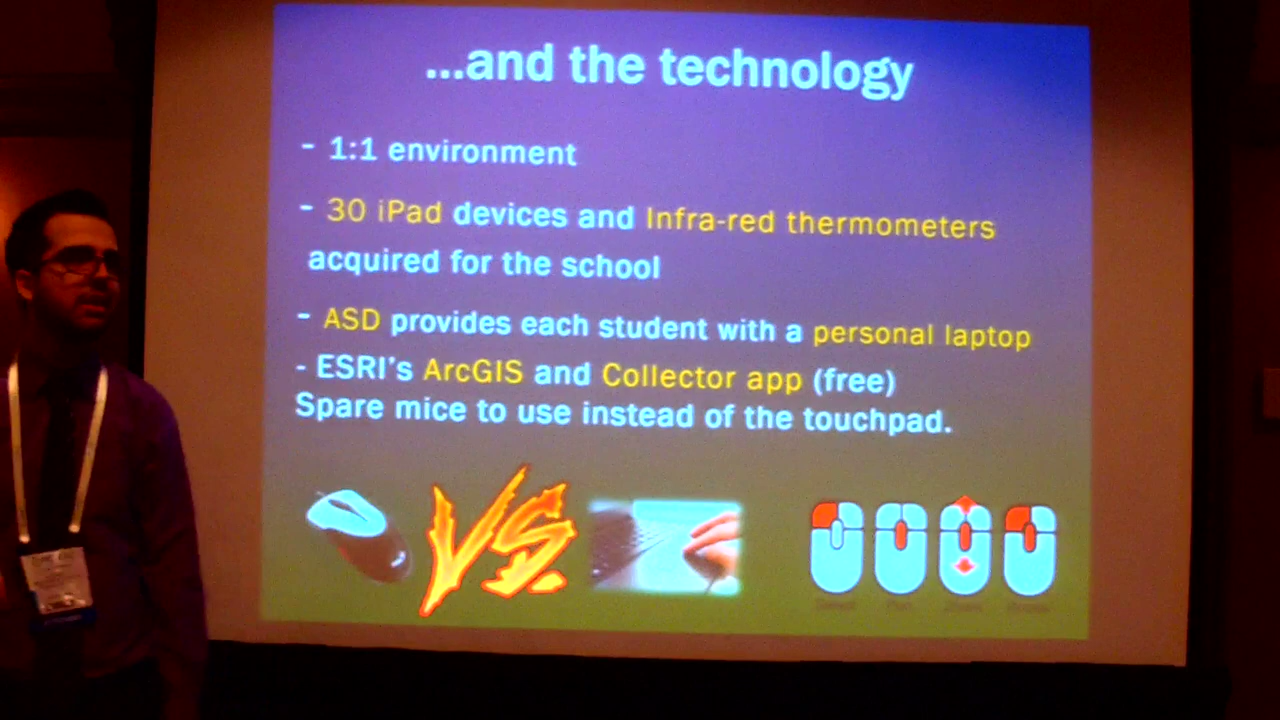 ...and the technology
- 1:1 environment
- 30 iPad devices and Infra-red thermometers
acquired for the school
- ASD provides each student with a personal laptop
- ESRI's ArcGIS and Collector app (free)
Spare mice to use instead of the touchpad.
VS.